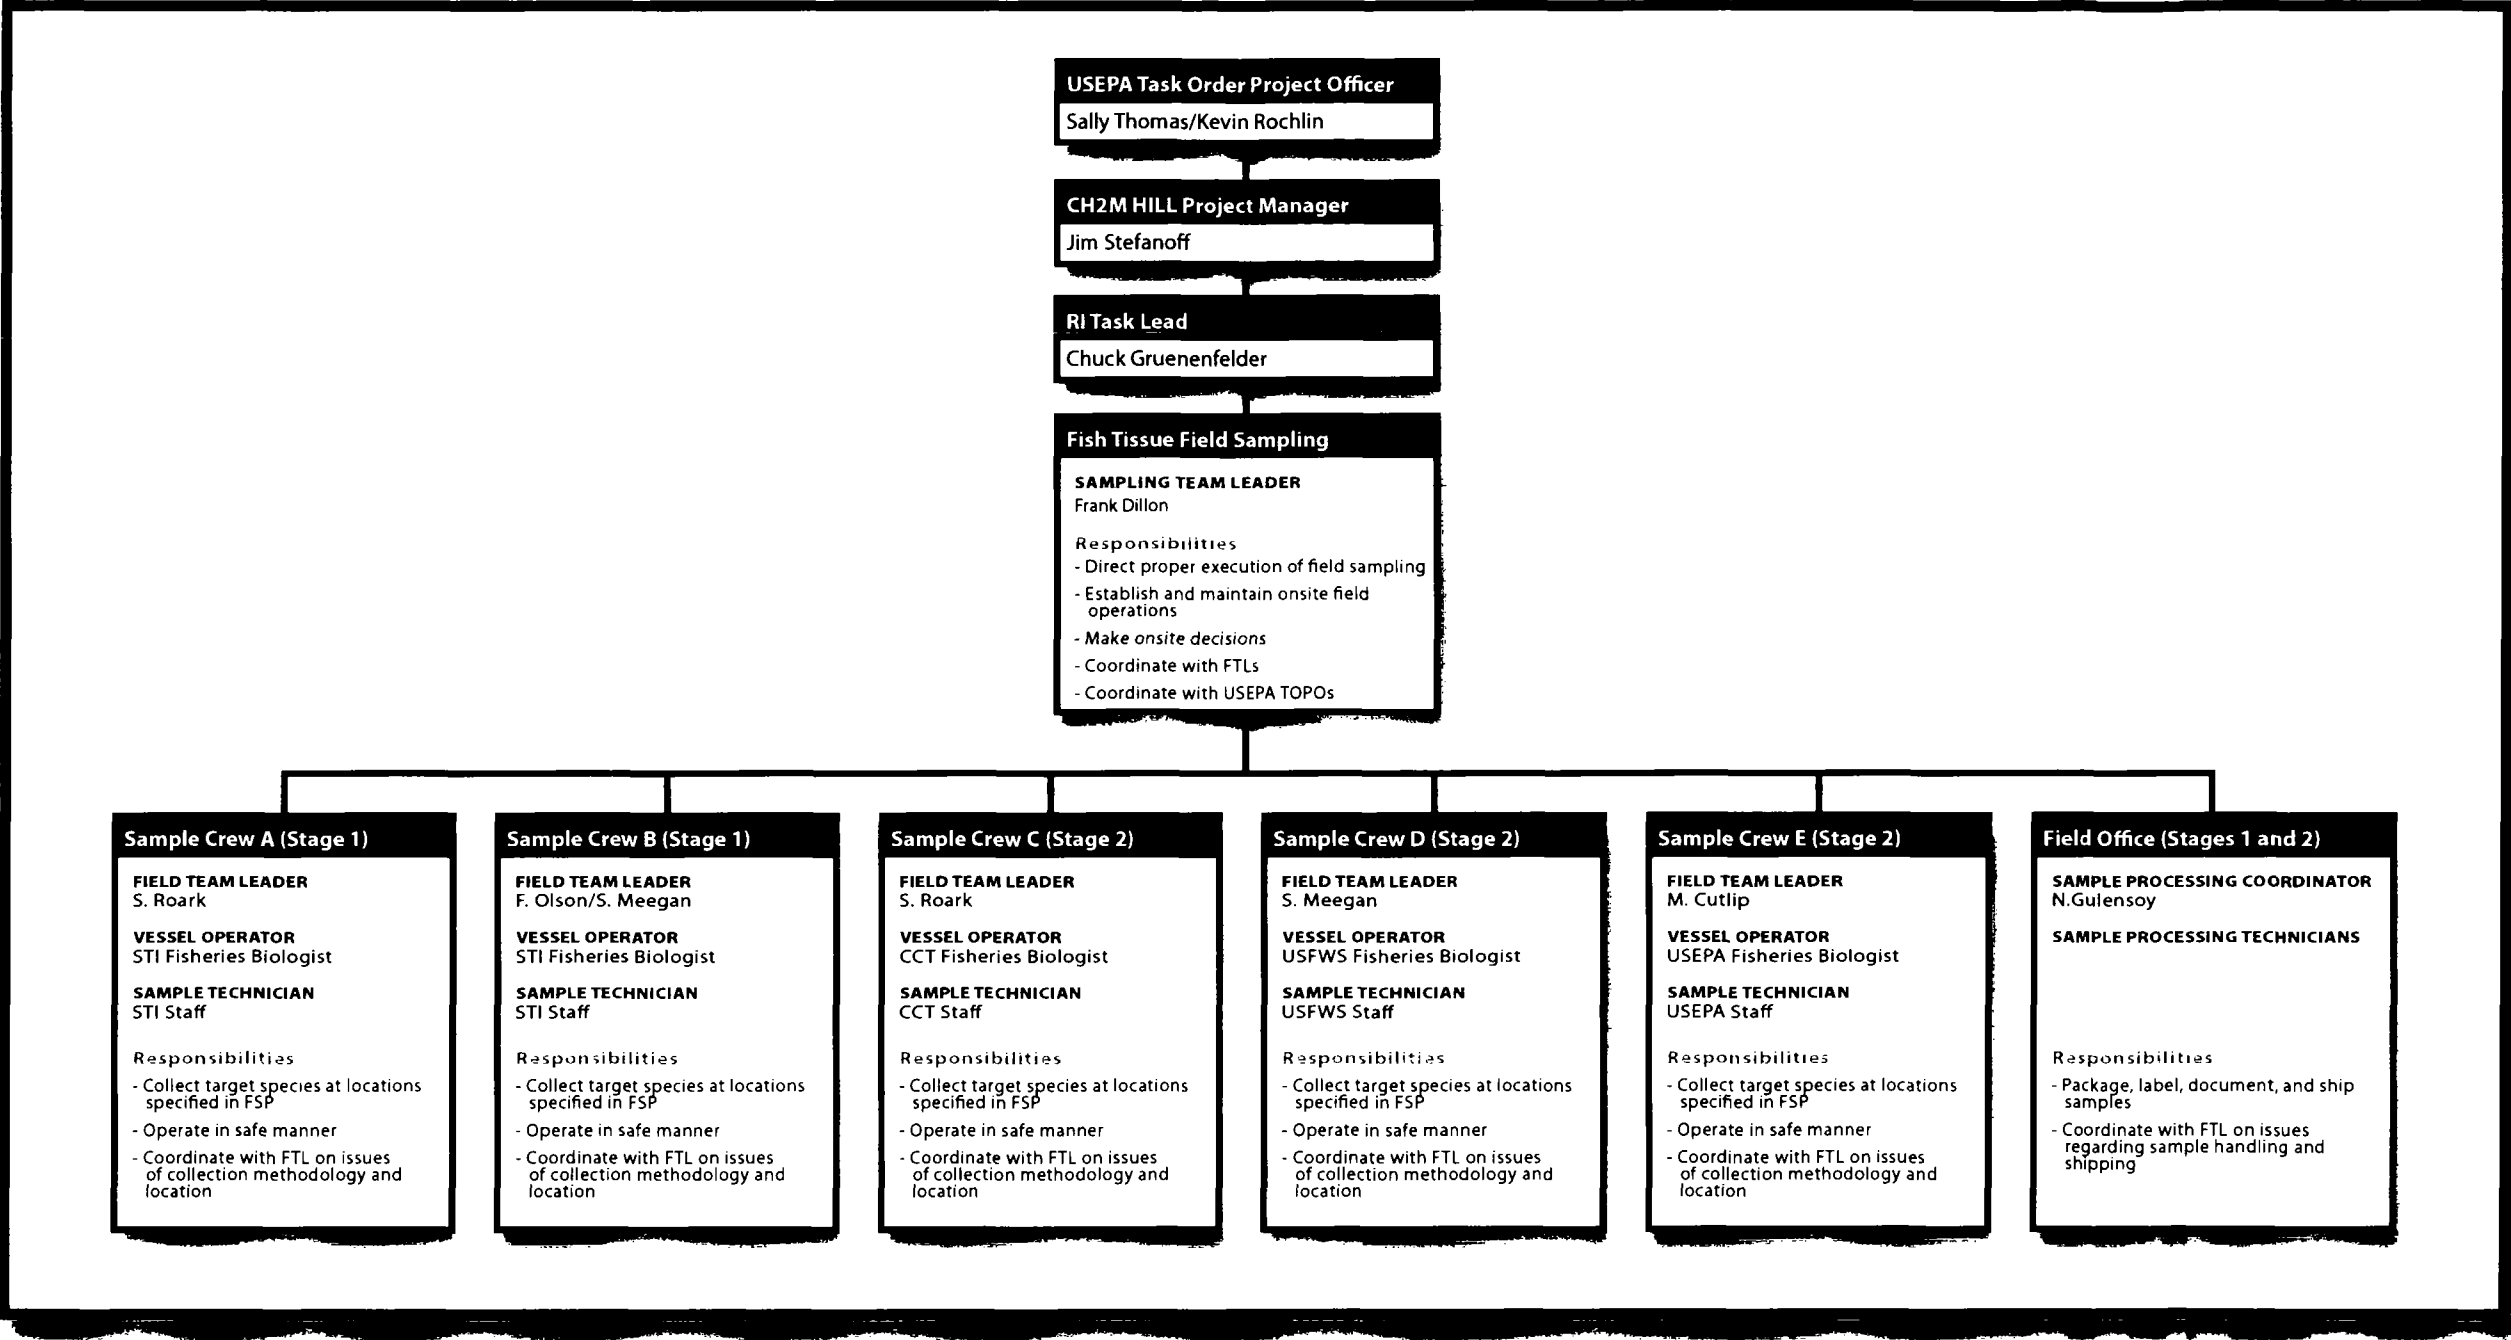 USEPA Task Order Project Officer
Sally Thomas/Kevin Rochlin
CH2M HILL Project Manager
Jim Stefanoff
RI Task Lead
Chuck Gruenenfelder
Fish Tissue Field Sampling
SAMPLING TEAM LEADER
Frank Dillon
Responsibilities
- Direct proper execution of field sampling
- Establish and maintain onsite field
operations
- Make onsite decisions
- Coordinate with FTLs
- Coordinate with USEPA TOPOs
Sample Crew A (Stage 1)
FIELD TEAM LEADER
S. Roark
VESSEL OPERATOR
STI Fisheries Biologist
SAMPLE TECHNICIAN
STI Staff
Responsibilities
- Collect target species at locations
specified in FSP
- Operate in safe manner
- Coordinate with FTL on issues
of collection methodology and
location
Sample Crew B (Stage 1)
FIELD TEAM LEADER
F. Olson/S. Meegan
VESSEL OPERATOR
STI Fisheries Biologist
SAMPLE TECHNICIAN
STI Staff
Responsibilities
- Collect target species at locations
specified in FSP
- Operate in safe manner
- Coordinate with FTL on issues
of collection methodology and
location
Sample Crew C (Stage 2)
FIELD TEAM LEADER
S. Roark
VESSEL OPERATOR
CCT Fisheries Biologist
SAMPLE TECHNICIAN
CCT Staff
Responsibilities
- Collect target species at locations
specified in FSP
- Operate in safe manner
- Coordinate with FTL on issues
of collection methodology and
location
Sample Crew D (Stage 2)
FIELD TEAM LEADER
S. Meegan
VESSEL OPERATOR
USFWS Fisheries Biologist
SAMPLE TECHNICIAN
USFWS Staff
Responsibilities
- Collect target species at locations
specified in FSP
- Operate in safe manner
- Coordinate with FTL on issues
of collection methodology and
location
Sample Crew E (Stage 2)
FIELD TEAM LEADER
M. Cutlip
VESSEL OPERATOR
USEPA Fisheries Biologist
SAMPLE TECHNICIAN
USEPA Staff
Responsibilities
- Collect target species at locations
specified in FSP
- Operate in safe manner
- Coordinate with FTL on issues
of collection methodology and
location
Field Office (Stages 1 and 2)
SAMPLE PROCESSING COORDINATOR
N.Gulensoy
SAMPLE PROCESSING TECHNICIANS
Responsibilities
- Package, label, document, and ship
samples
- Coordinate with FTL on issues
regarding sample handling and
shipping